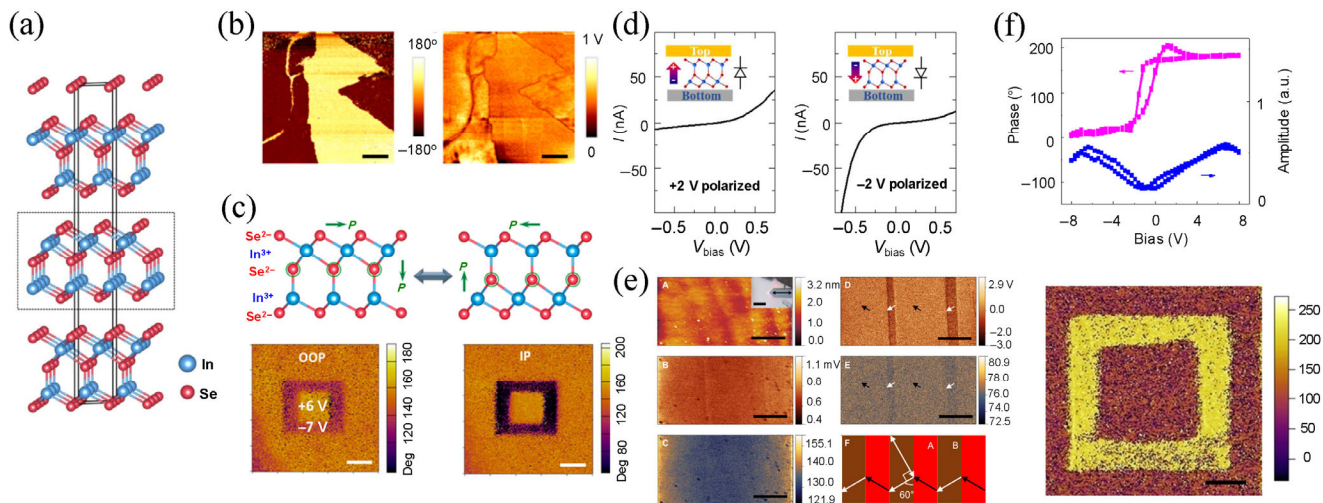 (a)
In
Se
(b)
180°
−180°
1 V
0
(c)
P
P
Se²⁻
In³⁺
Se²⁻
In³⁺
Se²⁻
P
P
OOP
+6 V
−7 V
180
160
140
120
Deg
IP
200
180
160
140
120
100
80
60
Deg
(d)
I (nA)
50
0
−50
Top
Bottom
+2 V polarized
−0.5 0.0 0.5
Vbias (V)
I (nA)
50
0
−50
Top
Bottom
−2 V polarized
−0.5 0.0 0.5
Vbias (V)
(e)
A
3.2 nm
2.0
1.0
0.0
B
1.1 mV
0.8
0.6
0.4
C
155.1
140.0
130.0
121.9
D
2.9 V
0.0
−2.0
−3.0
E
80.9
78.0
76.0
74.0
72.5
F
A
B
60°
(f)
Phase (°)
200
100
0
−100
Amplitude (a.u.)
1
0
−8 −4 0 4 8
Bias (V)
250
200
150
100
50
0